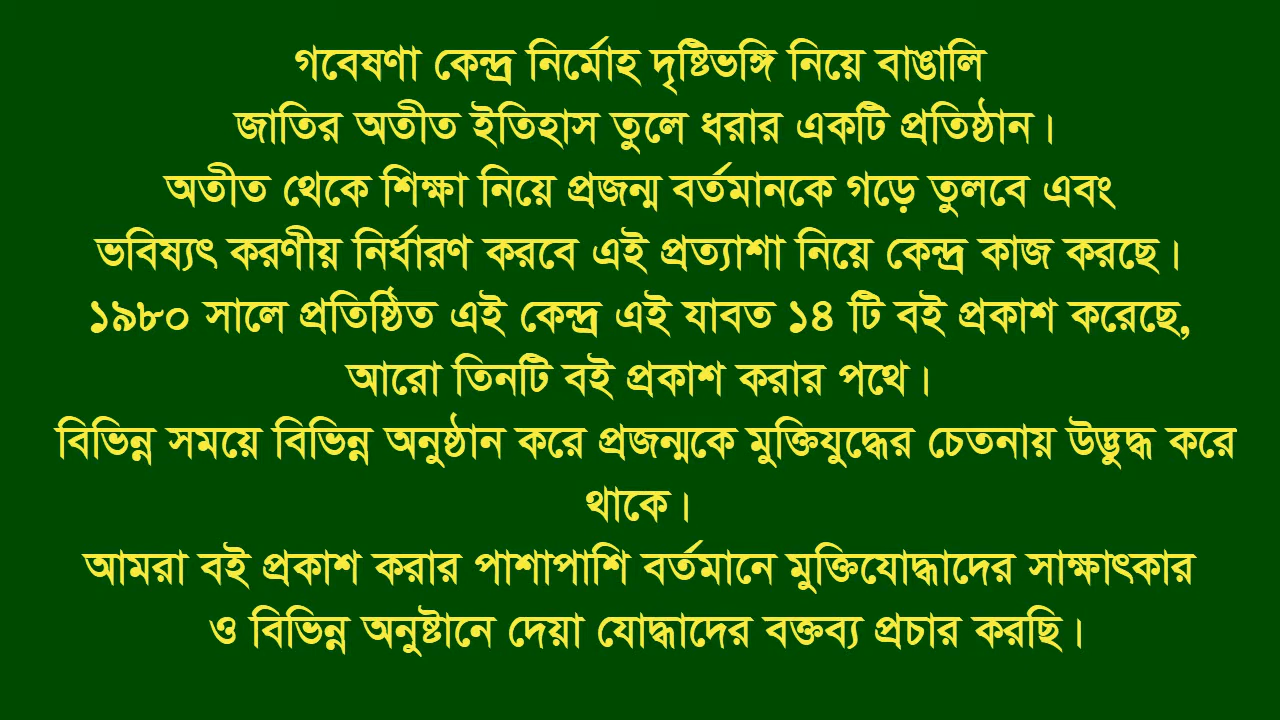 গবেষণা কেন্দ্র নির্মোহ দৃষ্টিভঙ্গি নিয়ে বাঙালি
জাতির অতীত ইতিহাস তুলে ধরার একটি প্রতিষ্ঠান।
অতীত থেকে শিক্ষা নিয়ে প্রজন্ম বর্তমানকে গড়ে তুলবে এবং
ভবিষ্যৎ করণীয় নির্ধারণ করবে এই প্রত্যাশা নিয়ে কেন্দ্র কাজ করছে।
১৯৮০ সালে প্রতিষ্ঠিত এই কেন্দ্র এই যাবত ১৪ টি বই প্রকাশ করেছে,
আরো তিনটি বই প্রকাশ করার পথে।
বিভিন্ন সময়ে বিভিন্ন অনুষ্ঠান করে প্রজন্মকে মুক্তিযুদ্ধের চেতনায় উদ্ভুদ্ধ করে
থাকে।
আমরা বই প্রকাশ করার পাশাপাশি বর্তমানে মুক্তিযোদ্ধাদের সাক্ষাৎকার
ও বিভিন্ন অনুষ্টানে দেয়া যোদ্ধাদের বক্তব্য প্রচার করছি।